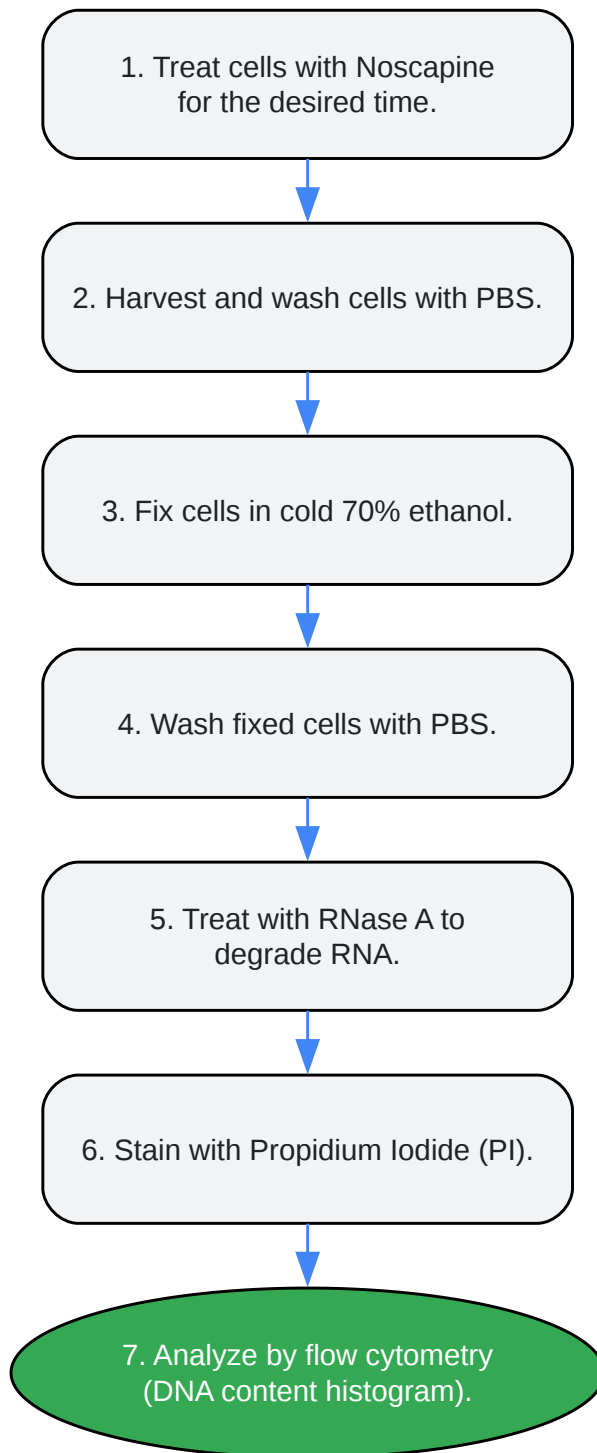 1. Treat cells with Noscapine
for the desired time.
2. Harvest and wash cells with PBS.
3. Fix cells in cold 70% ethanol.
4. Wash fixed cells with PBS.
5. Treat with RNase A to
degrade RNA.
6. Stain with Propidium Iodide (PI).
7. Analyze by flow cytometry
(DNA content histogram).